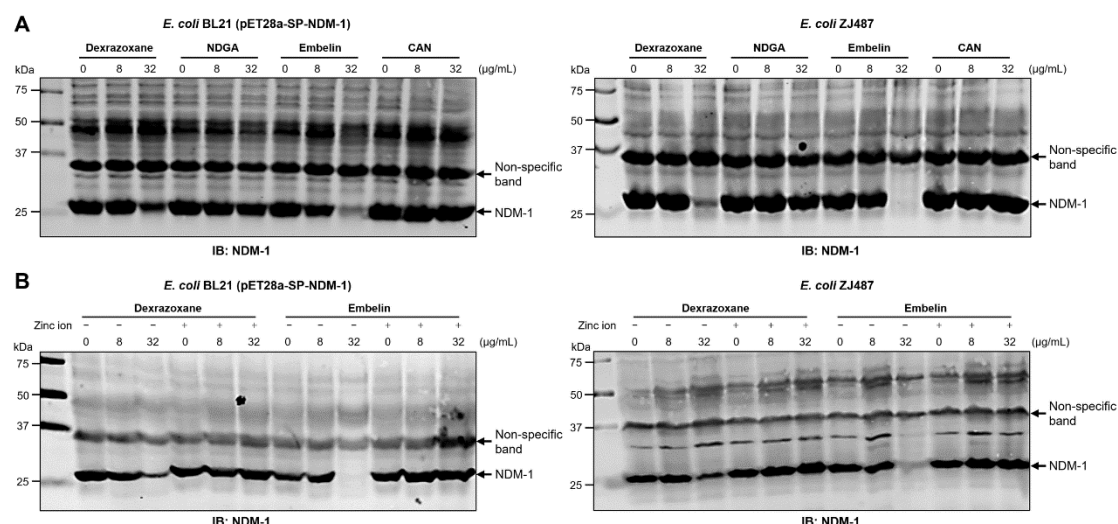 A
E. coli BL21 (pET28a-SP-NDM-1)
Dexrazoxane NDGA Embelin CAN
0 8 32 0 8 32 0 8 32 0 8 32 (μg/mL)
kDa
75
50
37
25
Non-specific
band
NDM-1
IB: NDM-1
E. coli ZJ487
Dexrazoxane NDGA Embelin CAN
0 8 32 0 8 32 0 8 32 0 8 32 (μg/mL)
kDa
75
50
37
25
Non-specific
band
NDM-1
IB: NDM-1
B
E. coli BL21 (pET28a-SP-NDM-1)
Dexrazoxane Embelin
Zinc ion − − − + + + − − − + + +
0 8 32 0 8 32 0 8 32 0 8 32 (μg/mL)
kDa
75
50
37
25
Non-specific
band
NDM-1
IB: NDM-1
E. coli ZJ487
Dexrazoxane Embelin
Zinc ion − − − + + + − − − + + +
0 8 32 0 8 32 0 8 32 0 8 32 (μg/mL)
kDa
75
50
37
25
Non-specific
band
NDM-1
IB: NDM-1